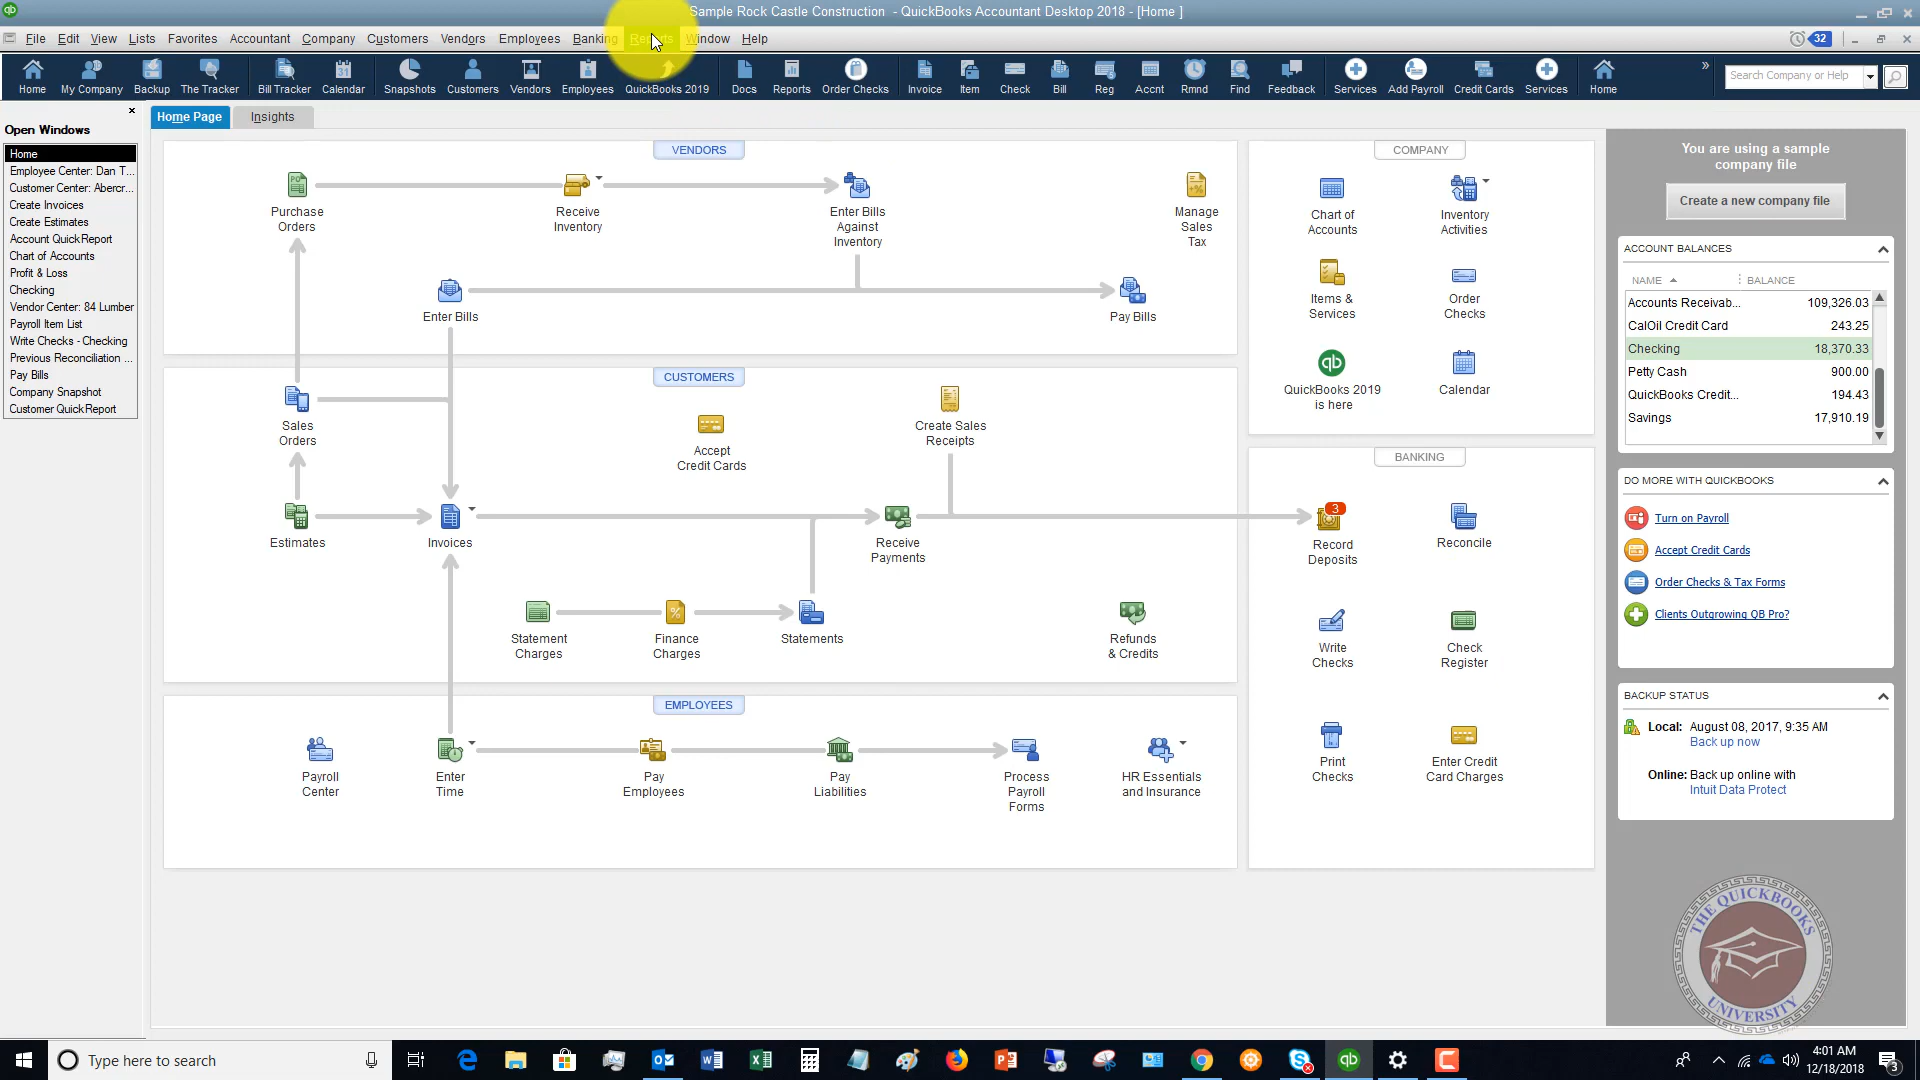 Sample Rock Castle Construction - QuickBooks Accountant Desktop 2018 - [Home ]
File Edit View Lists Favorites Accountant Company Customers Vendors Employees Banking Reports Window Help
32
Home My Company Backup The Tracker Bill Tracker Calendar Snapshots Customers Vendors Employees QuickBooks 2019 Docs Reports Order Checks Invoice Item Check Bill Reg Accnt Rmnd Find Feedback Services Add Payroll Credit Cards Services Home
Search Company or Help
Open Windows
Home
Employee Center: Dan T...
Customer Center: Abercr...
Create Invoices
Create Estimates
Account QuickReport
Chart of Accounts
Profit & Loss
Checking
Vendor Center: 84 Lumber
Payroll Item List
Write Checks - Checking
Previous Reconciliation ...
Pay Bills
Company Snapshot
Customer QuickReport
Home Page Insights
VENDORS
Purchase
Orders
Receive
Inventory
Enter Bills
Against
Inventory
Manage
Sales
Tax
Enter Bills
Pay Bills
CUSTOMERS
Sales
Orders
Accept
Credit Cards
Create Sales
Receipts
Estimates
Invoices
Receive
Payments
Statement
Charges
Finance
Charges
Statements
Refunds
& Credits
EMPLOYEES
Payroll
Center
Enter
Time
Pay
Employees
Pay
Liabilities
Process
Payroll
Forms
HR Essentials
and Insurance
COMPANY
Chart of
Accounts
Inventory
Activities
Items &
Services
Order
Checks
QuickBooks 2019
is here
Calendar
BANKING
3
Record
Deposits
Reconcile
Write
Checks
Check
Register
Print
Checks
Enter Credit
Card Charges
You are using a sample
company file
Create a new company file
ACCOUNT BALANCES
NAME BALANCE
Accounts Receivab... 109,326.03
CalOil Credit Card 243.25
Checking 18,370.33
Petty Cash 900.00
QuickBooks Credit... 194.43
Savings 17,910.19
DO MORE WITH QUICKBOOKS
Turn on Payroll
Accept Credit Cards
Order Checks & Tax Forms
Clients Outgrowing QB Pro?
BACKUP STATUS
Local: August 08, 2017, 9:35 AM
Back up now
Online: Back up online with
Intuit Data Protect
THE QUICKBOOKS
UNIVERSITY
Type here to search
4:01 AM
12/18/2018
3